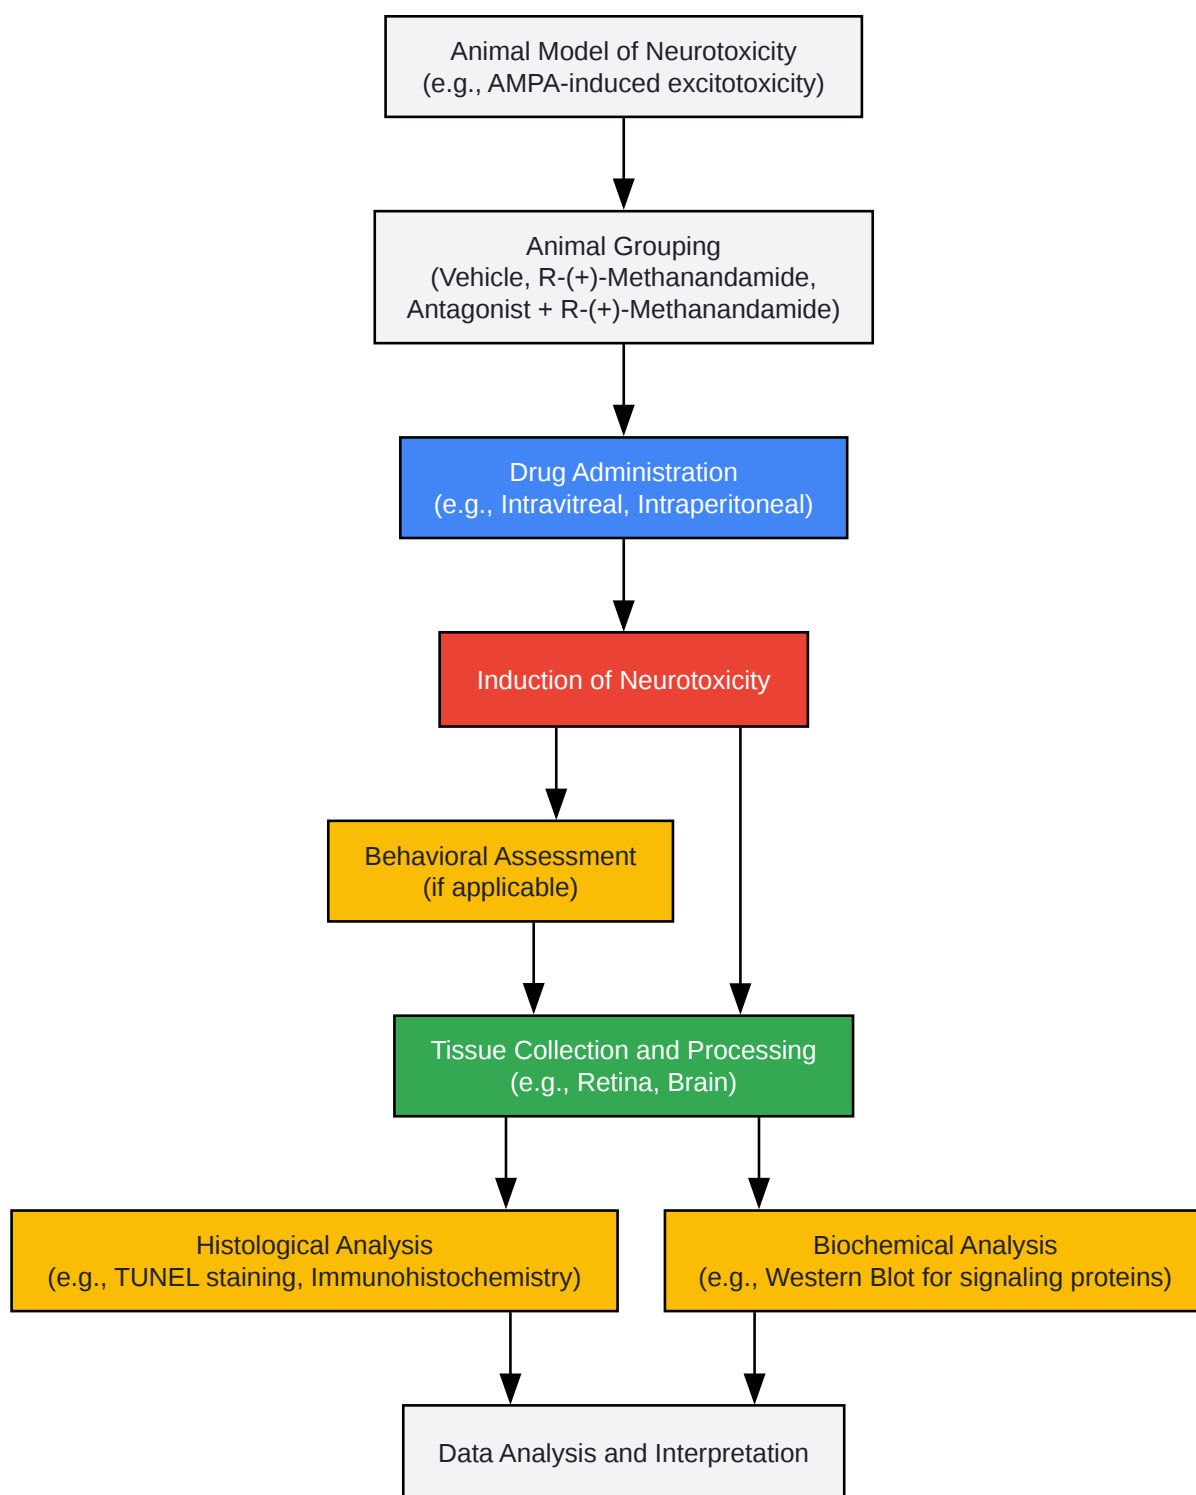 Animal Model of Neurotoxicity
(e.g., AMPA-induced excitotoxicity)
Animal Grouping
(Vehicle, R-(+)-Methanandamide,
Antagonist + R-(+)-Methanandamide)
Drug Administration
(e.g., Intravitreal, Intraperitoneal)
Induction of Neurotoxicity
Behavioral Assessment
(if applicable)
Tissue Collection and Processing
(e.g., Retina, Brain)
Histological Analysis
(e.g., TUNEL staining, Immunohistochemistry)
Biochemical Analysis
(e.g., Western Blot for signaling proteins)
Data Analysis and Interpretation